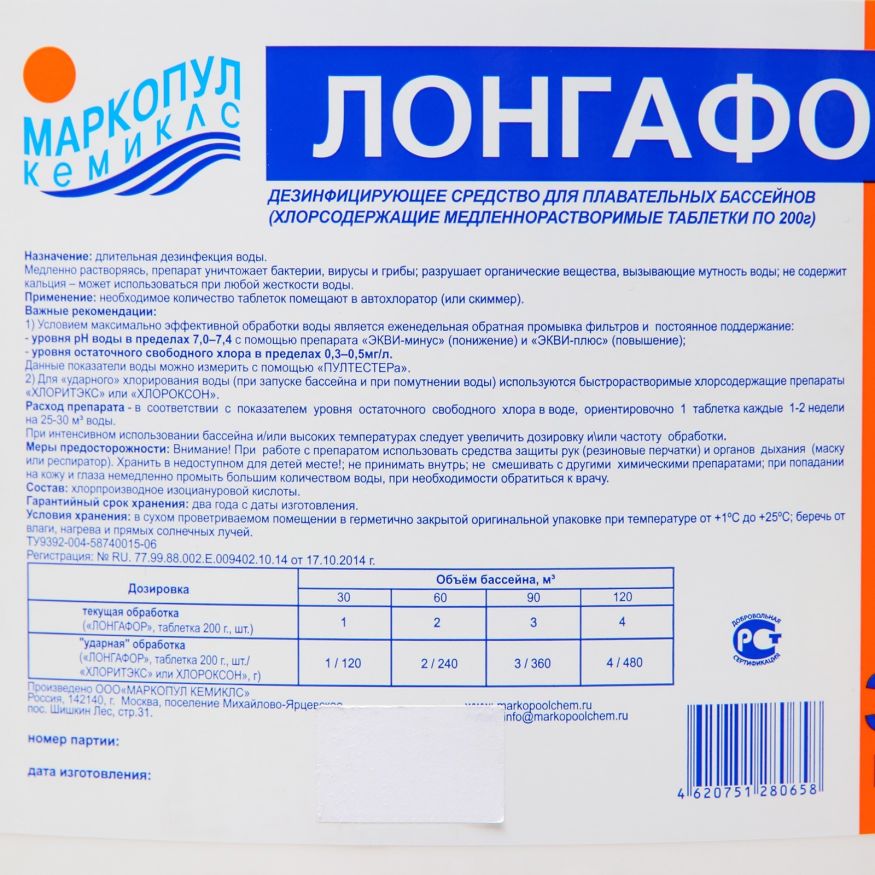 МАРКОПУЛ
кемиклс
ЛОНГАФО
ДЕЗИНФИЦИРУЮЩЕЕ СРЕДСТВО ДЛЯ ПЛАВАТЕЛЬНЫХ БАССЕЙНОВ
(ХЛОРСОДЕРЖАЩИЕ МЕДЛЕННОРАСТВОРИМЫЕ ТАБЛЕТКИ ПО 200г)
Назначение: длительная дезинфекция воды.
Медленно растворяясь, препарат уничтожает бактерии, вирусы и грибы; разрушает органические вещества, вызывающие мутность воды; не содержит
кальция – может использоваться при любой жесткости воды.
Применение: необходимое количество таблеток помещают в автохлоратор (или скиммер).
Важные рекомендации:
1) Условием максимально эффективной обработки воды является еженедельная обратная промывка фильтров и постоянное поддержание:
- уровня pH воды в пределах 7,0–7,4 с помощью препарата «ЭКВИ-минус» (понижение) и «ЭКВИ-плюс» (повышение);
- уровня остаточного свободного хлора в пределах 0,3–0,5мг/л.
Данные показатели воды можно измерить с помощью «ПУЛТЕСТЕРа».
2) Для «ударного» хлорирования воды (при запуске бассейна и при помутнении воды) используются быстрорастворимые хлорсодержащие препараты
«ХЛОРИТЭКС» или «ХЛОРОКСОН».
Расход препарата - в соответствии с показателем уровня остаточного свободного хлора в воде, ориентировочно 1 таблетка каждые 1-2 недели
на 25-30 м³ воды.
При интенсивном использовании бассейна и/или высоких температурах следует увеличить дозировку и\или частоту обработки.
Меры предосторожности: Внимание! При работе с препаратом использовать средства защиты рук (резиновые перчатки) и органов дыхания (маску
или респиратор). Хранить в недоступном для детей месте!; не принимать внутрь; не смешивать с другими химическими препаратами; при попадании
на кожу и глаза немедленно промыть большим количеством воды, при необходимости обратиться к врачу.
Состав: хлорпроизводное изоциануровой кислоты.
Гарантийный срок хранения: два года с даты изготовления.
Условия хранения: в сухом проветриваемом помещении в герметично закрытой оригинальной упаковке при температуре от +1ºС до +25ºС; беречь от
влаги, нагрева и прямых солнечных лучей.
ТУ9392-004-58740015-06
Регистрация: № RU. 77.99.88.002.Е.009402.10.14 от 17.10.2014 г.
Дозировка Объём бассейна, м³
30 60 90 120
текущая обработка
(«ЛОНГАФОР», таблетка 200 г., шт.) 1 2 3 4
"ударная" обработка
(«ЛОНГАФОР», таблетка 200 г., шт./
«ХЛОРИТЭКС» или ХЛОРОКСОН», г) 1 / 120 2 / 240 3 / 360 4 / 480
ДОБРОВОЛЬНАЯ
РСТ
СЕРТИФИКАЦИЯ
Произведено ООО«МАРКОПУЛ КЕМИКЛС»
Россия, 142140, г. Москва, поселение Михайлово-Ярцевское
пос. Шишкин Лес, стр.31.
www.markopoolchem.ru
info@markopoolchem.ru
номер партии:
дата изготовления:
4 620751 280658